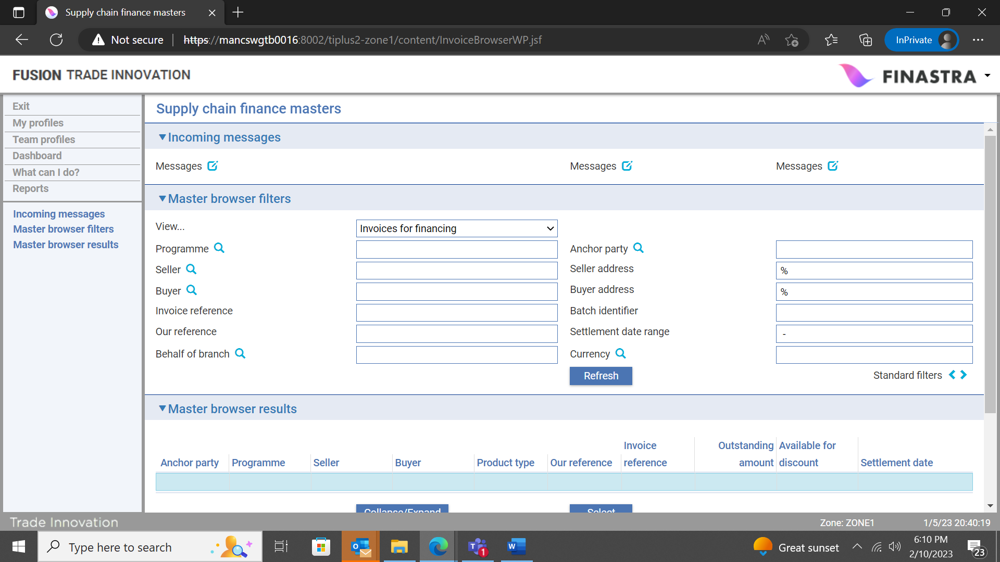 Supply chain finance masters
Not secure
https://mancswgtb0016:8002/tiplus2-zone1/content/InvoiceBrowserWP.jsf
InPrivate
FUSION TRADE INNOVATION
FINASTRA
Exit
My profiles
Team profiles
Dashboard
What can I do?
Reports
Incoming messages
Master browser filters
Master browser results
Supply chain finance masters
Incoming messages
Messages Messages Messages
Master browser filters
View... Invoices for financing
Programme Anchor party
Seller Seller address %
Buyer Buyer address %
Invoice reference Batch identifier
Our reference Settlement date range -
Behalf of branch Currency
Refresh Standard filters
Master browser results
Invoice Outstanding Available for
Anchor party Programme Seller Buyer Product type Our reference reference amount discount Settlement date
Collapse/Expand Select
Trade Innovation Zone: ZONE1 1/5/23 20:40:19
Type here to search
Great sunset
6:10 PM
2/10/2023
1
23